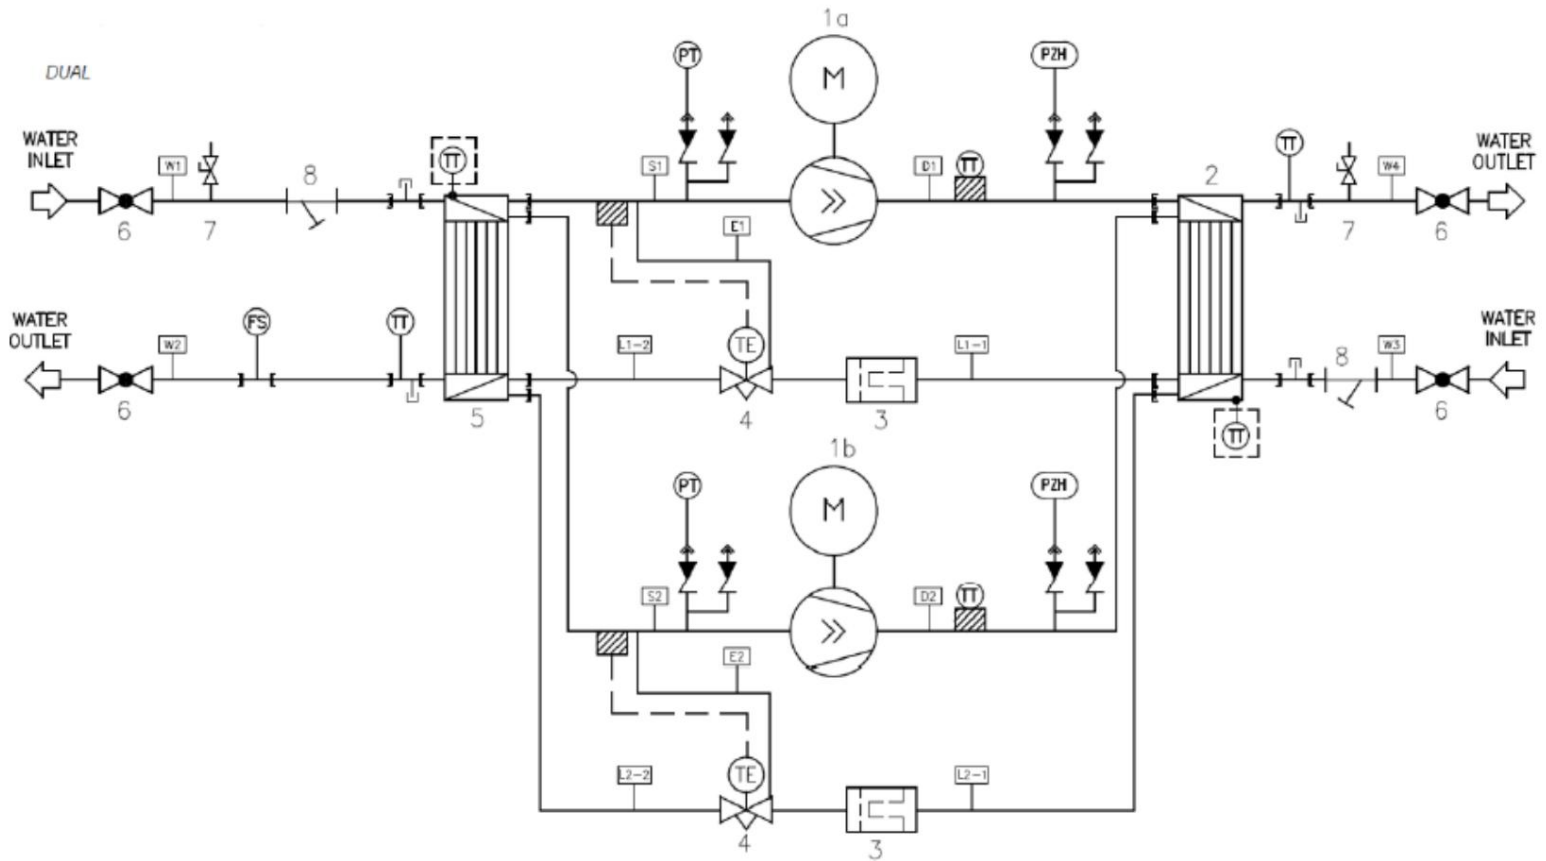 1a
PT
PZH
M
DUAL
WATER
INLET
W1
8
TT
S1
D1
TT
TT
W4
WATER
OUTLET
6
7
2
7
6
E1
WATER
OUTLET
W2
FS
TT
L1-2
TE
L1-1
8
W3
WATER
INLET
6
5
4
3
6
TT
1b
PT
PZH
M
S2
D2
TT
E2
L2-2
TE
L2-1
4
3